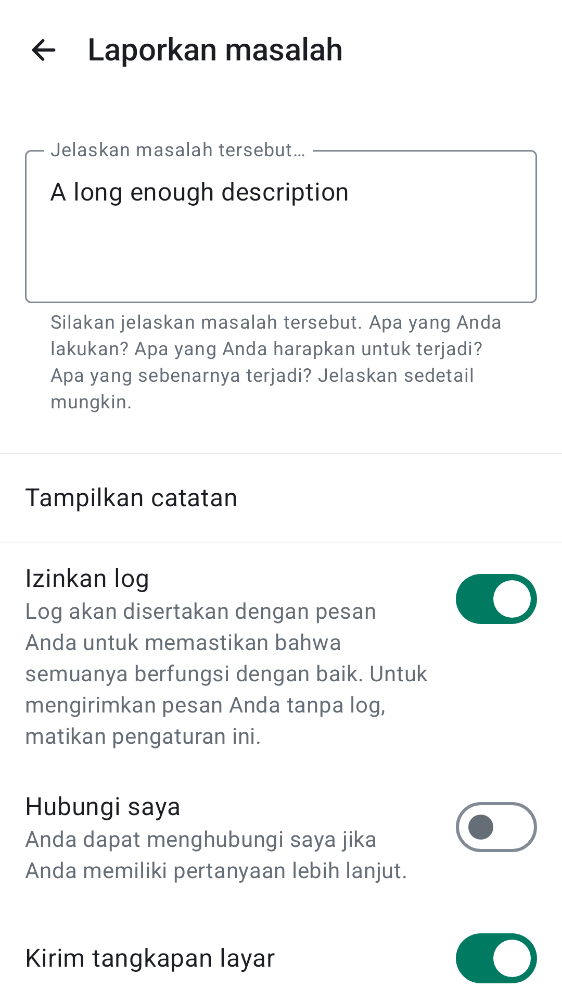 Laporkan masalah
Jelaskan masalah tersebut…
A long enough description
Silakan jelaskan masalah tersebut. Apa yang Anda
lakukan? Apa yang Anda harapkan untuk terjadi?
Apa yang sebenarnya terjadi? Jelaskan sedetail
mungkin.
Tampilkan catatan
Izinkan log
Log akan disertakan dengan pesan
Anda untuk memastikan bahwa
semuanya berfungsi dengan baik. Untuk
mengirimkan pesan Anda tanpa log,
matikan pengaturan ini.
Hubungi saya
Anda dapat menghubungi saya jika
Anda memiliki pertanyaan lebih lanjut.
Kirim tangkapan layar